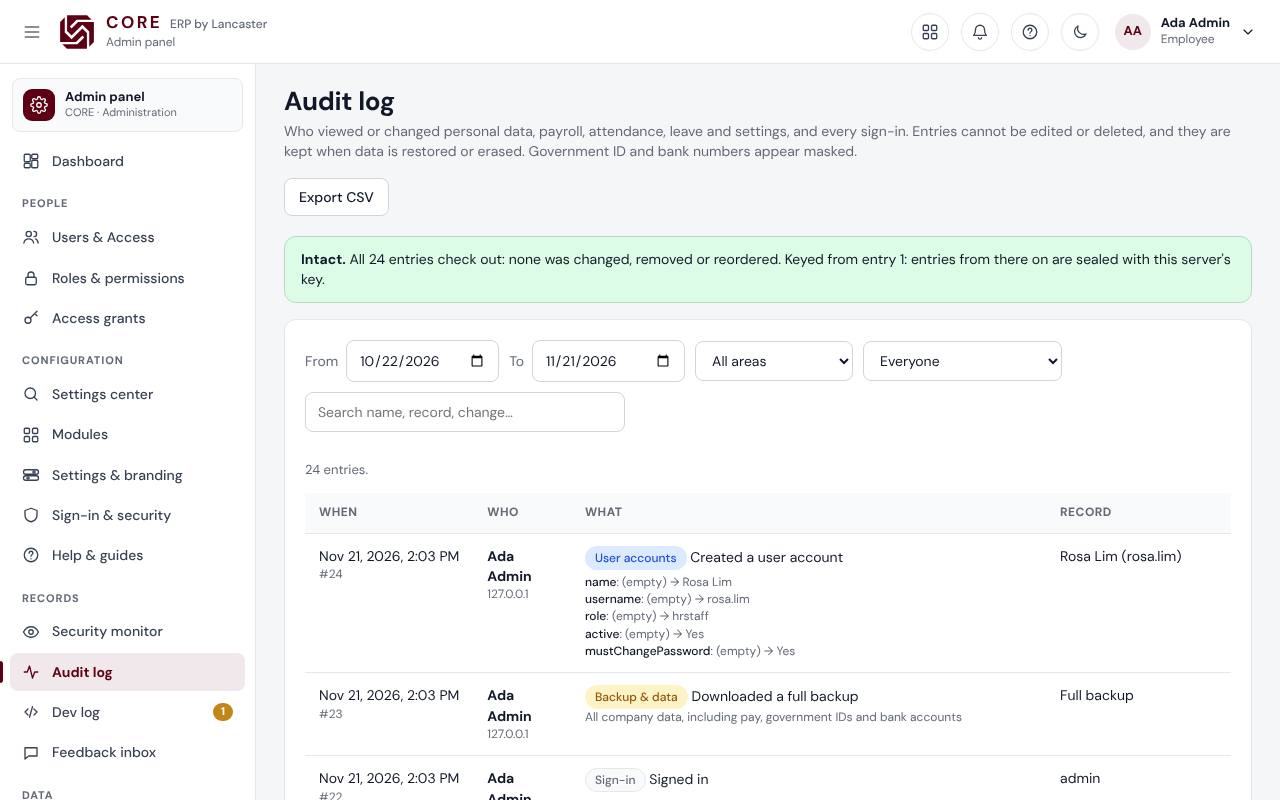 CORE ERP by Lancaster
Admin panel
AA
Ada Admin
Employee
Admin panel
CORE · Administration
Dashboard
PEOPLE
Users & Access
Roles & permissions
Access grants
CONFIGURATION
Settings center
Modules
Settings & branding
Sign-in & security
Help & guides
RECORDS
Security monitor
Audit log
Dev log 1
Feedback inbox
DATA
Audit log
Who viewed or changed personal data, payroll, attendance, leave and settings, and every sign-in. Entries cannot be edited or deleted, and they are
kept when data is restored or erased. Government ID and bank numbers appear masked.
Export CSV
Intact. All 24 entries check out: none was changed, removed or reordered. Keyed from entry 1: entries from there on are sealed with this server's
key.
From 10/22/2026 To 11/21/2026 All areas Everyone
Search name, record, change...
24 entries.
WHEN WHO WHAT RECORD
Nov 21, 2026, 2:03 PM
#24
Ada
Admin
127.0.0.1
User accounts Created a user account
name: (empty) → Rosa Lim
username: (empty) → rosa.lim
role: (empty) → hrstaff
active: (empty) → Yes
mustChangePassword: (empty) → Yes
Rosa Lim (rosa.lim)
Nov 21, 2026, 2:03 PM
#23
Ada
Admin
127.0.0.1
Backup & data Downloaded a full backup
All company data, including pay, government IDs and bank accounts
Full backup
Nov 21, 2026, 2:03 PM
#22
Ada
Admin
Sign-in Signed in
admin